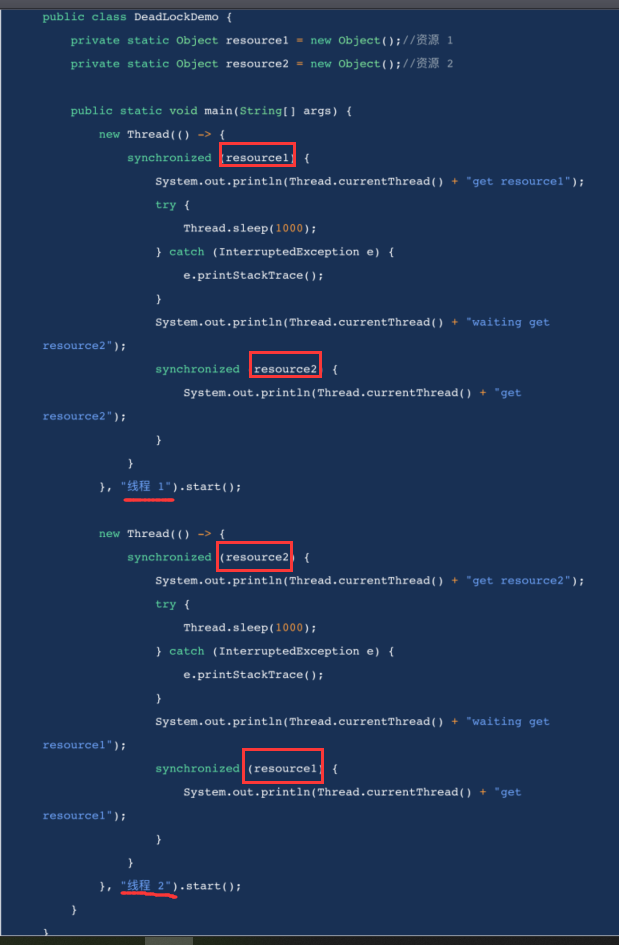 public class DeadLockDemo {
private static Object resource1 = new Object();//资源 1
private static Object resource2 = new Object();//资源 2
public static void main(String[] args) {
new Thread(() -> {
synchronized (resource1) {
System.out.println(Thread.currentThread() + "get resource1");
try {
Thread.sleep(1000);
} catch (InterruptedException e) {
e.printStackTrace();
}
System.out.println(Thread.currentThread() + "waiting get
resource2");
synchronized (resource2) {
System.out.println(Thread.currentThread() + "get
resource2");
}
}
}, "线程 1").start();
new Thread(() -> {
synchronized (resource2) {
System.out.println(Thread.currentThread() + "get resource2");
try {
Thread.sleep(1000);
} catch (InterruptedException e) {
e.printStackTrace();
}
System.out.println(Thread.currentThread() + "waiting get
resource1");
synchronized (resource1) {
System.out.println(Thread.currentThread() + "get
resource1");
}
}
}, "线程 2").start();
}
}